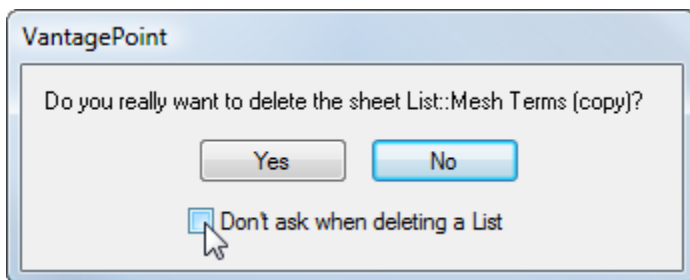 VantagePoint
Do you really want to delete the sheet List::Mesh Terms (copy)?
Yes No
Don't ask when deleting a List